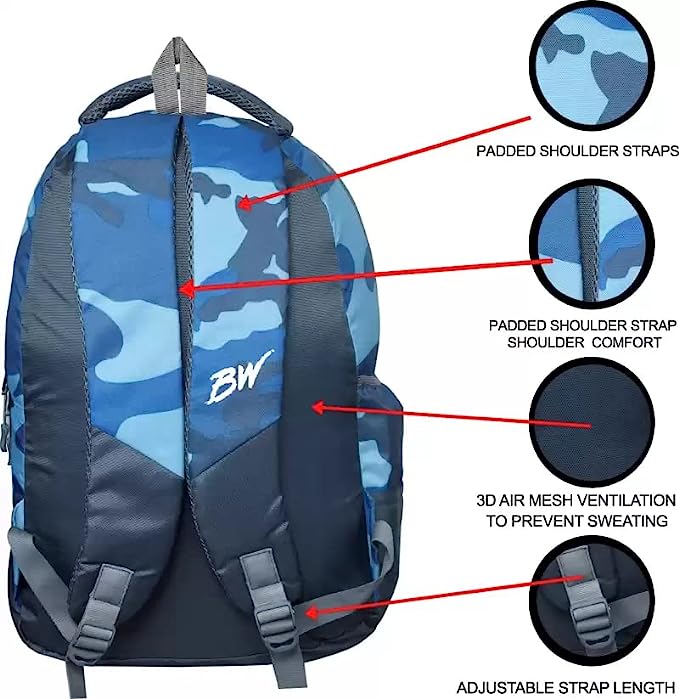 PADDED SHOULDER STRAPS
PADDED SHOULDER STRAP
SHOULDER COMFORT
BW
3D AIR MESH VENTILATION
TO PREVENT SWEATING
ADJUSTABLE STRAP LENGTH